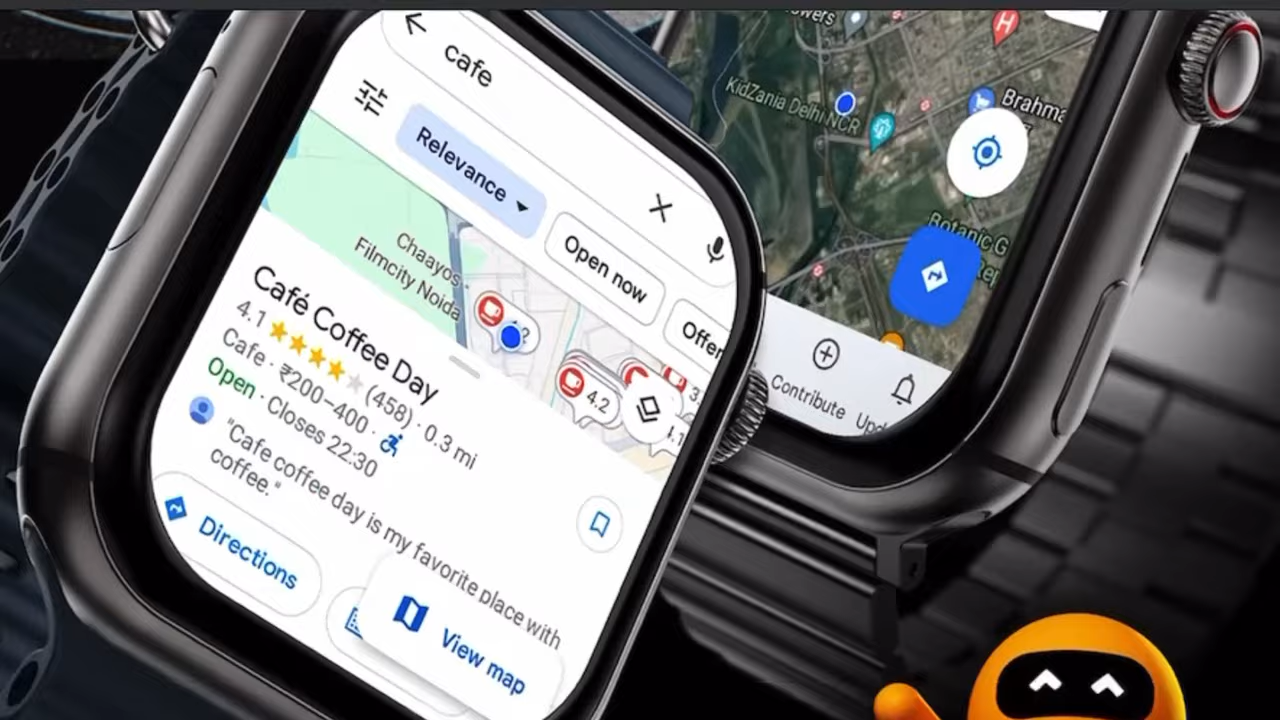 cafe
Relevance
Open now
Offer
Chaayos
Filmcity Noida
4.2
Café Coffee Day
4.1 (458) · 0.3 mi
Cafe · ₹200–400 ·
Open · Closes 22:30
"Cafe coffee day is my favorite place with
coffee."
Directions
View map
KidZania Delhi NCR
H
Brahma
Botanic G
Contribute